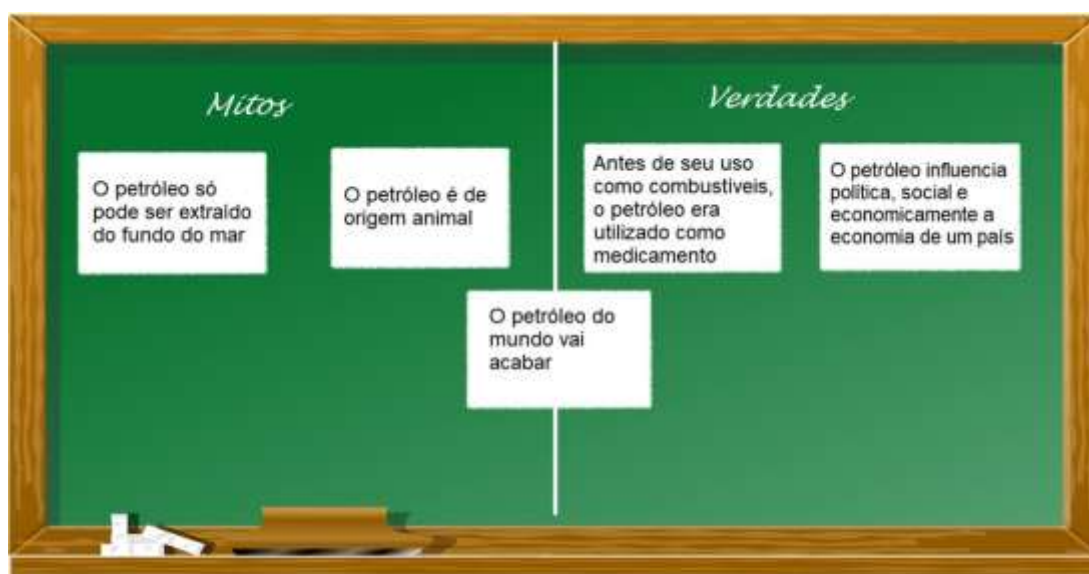 Mitos
Verdades
O petróleo só
pode ser extraído
do fundo do mar
O petróleo é de
origem animal
Antes de seu uso
como combustíveis,
o petróleo era
utilizado como
medicamento
O petróleo influencia
política, social e
economicamente a
economia de um país
O petróleo do
mundo vai
acabar